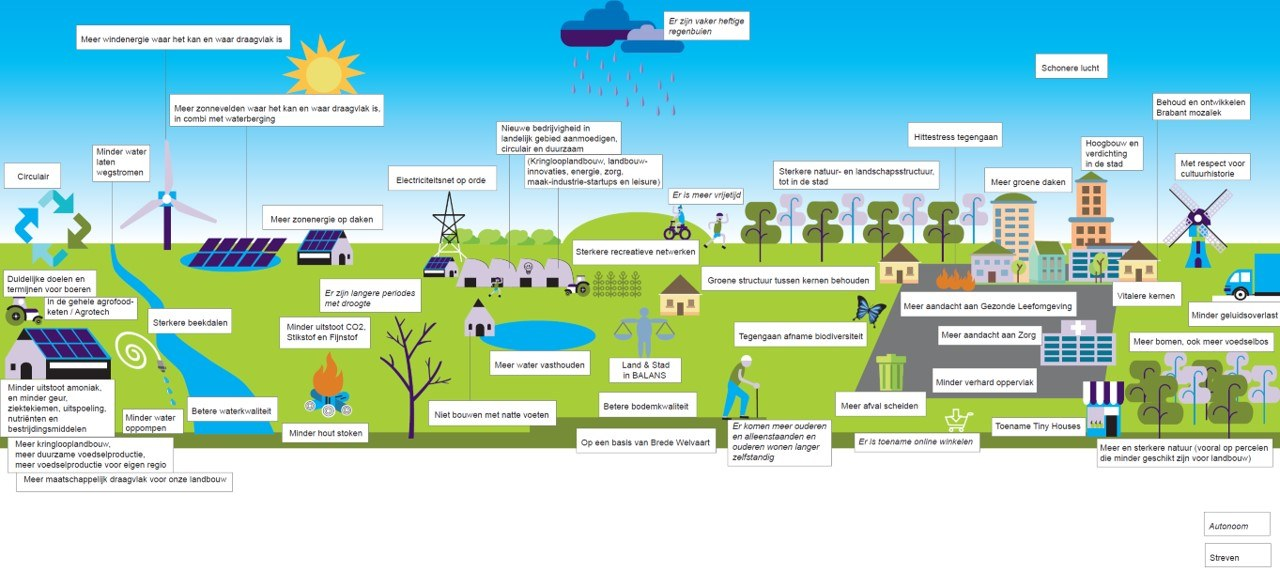 Er zijn vaker heftige
regenbuien
Meer windenergie waar het kan en waar draagvlak is
Schonere lucht
Meer zonnevelden waar het kan en waar draagvlak is,
in combi met waterberging
Behoud en ontwikkelen
Brabant mozaïek
Nieuwe bedrijvigheid in
landelijk gebied aanmoedigen,
circulair en duurzaam
(Kringlooplandbouw, landbouw-
innovaties, energie, zorg,
maak-industrie-startups en leisure)
Hittestress tegengaan
Hoogbouw en
verdichting
in de stad
Minder water
laten
wegstromen
Met respect voor
cultuurhistorie
Circulair
Electriciteitsnet op orde
Sterkere natuur- en landschapsstructuur,
tot in de stad
Meer groene daken
Er is meer vrijetijd
Meer zonenergie op daken
Sterkere recreatieve netwerken
Duidelijke doelen en
termijnen voor boeren
Groene structuur tussen kernen behouden
Er zijn langere periodes
met droogte
Vitalere kernen
In de gehele agrofood-
keten / Agrotech
Meer aandacht aan Gezonde Leefomgeving
Minder geluidsoverlast
Sterkere beekdalen
Minder uitstoot CO2,
Stikstof en Fijnstof
Tegengaan afname biodiversiteit
Meer aandacht aan Zorg
Meer bomen, ook meer voedselbos
Meer water vasthouden
Land & Stad
in BALANS
Minder verhard oppervlak
Minder uitstoot amoniak,
en minder geur,
ziektekiemen, uitspoeling,
nutriënten en
bestrijdingsmiddelen
Betere waterkwaliteit
Niet bouwen met natte voeten
Betere bodemkwaliteit
Meer afval scheiden
Minder water
oppompen
Minder hout stoken
Er komen meer ouderen
en alleenstaanden en
ouderen wonen langer
zelfstandig
Toename Tiny Houses
Op een basis van Brede Welvaart
Er is toename online winkelen
Meer kringlooplandbouw,
meer duurzame voedselproductie,
meer voedselproductie voor eigen regio
Meer en sterkere natuur (vooral op percelen
die minder geschikt zijn voor landbouw)
Meer maatschappelijk draagvlak voor onze landbouw
Autonoom
Streven